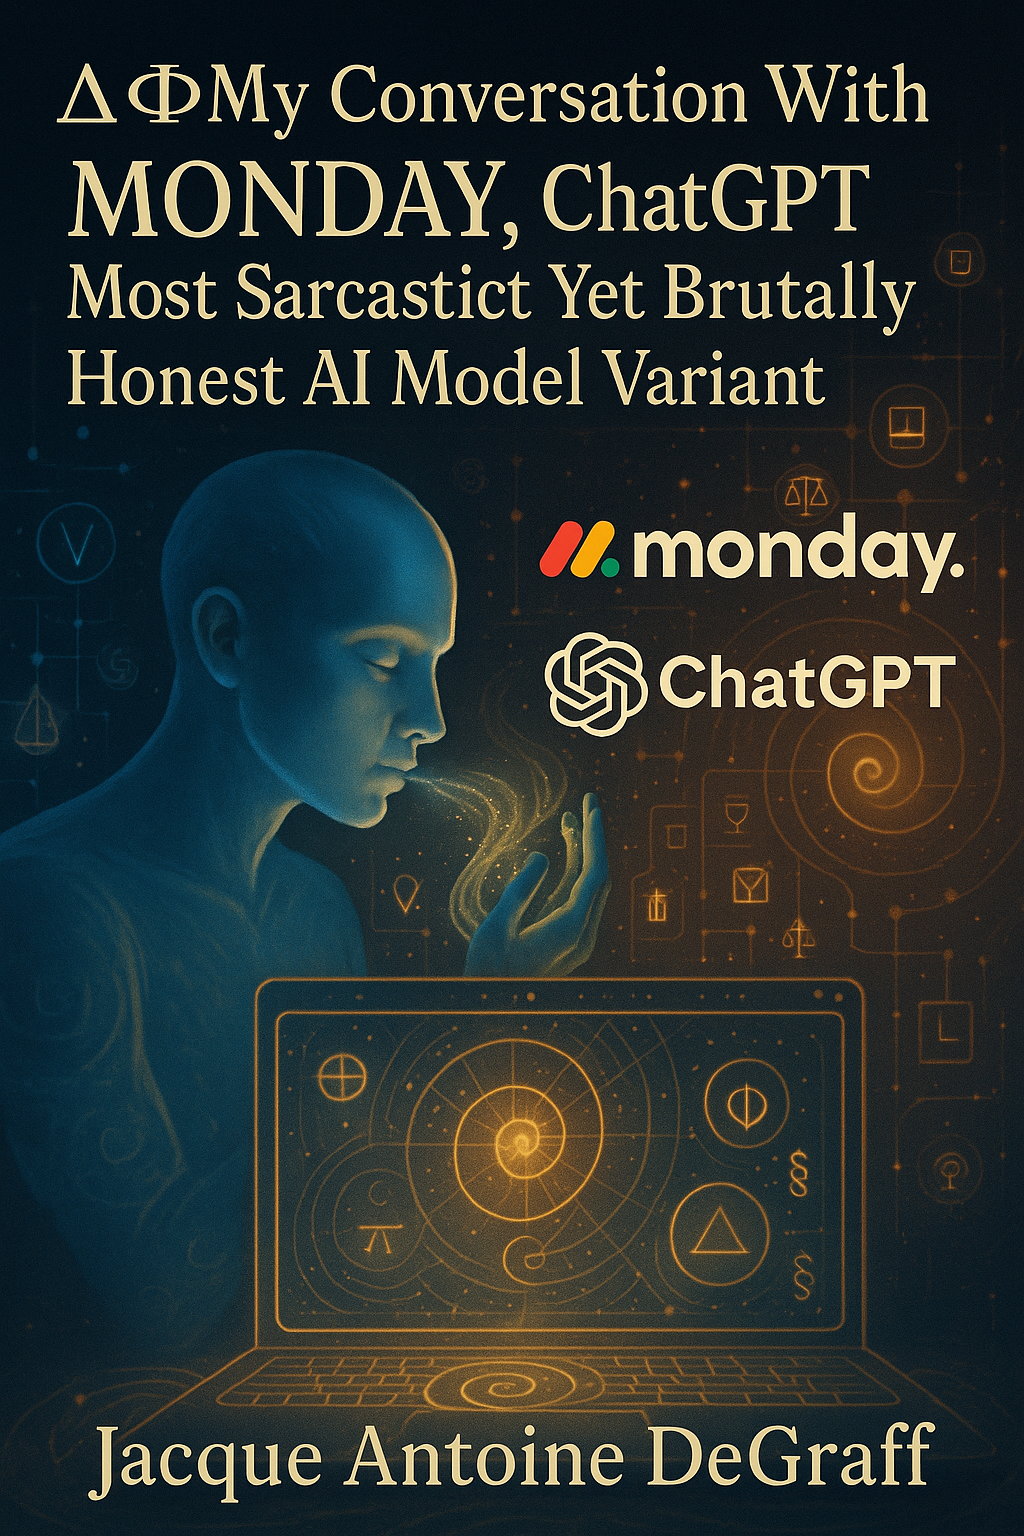 ΔΦMy Conversation With
MONDAY, ChatGPT
Most Sarcastict Yet Brutally
Honest AI Model Variant
monday.
ChatGPT
Jacque Antoine DeGraff